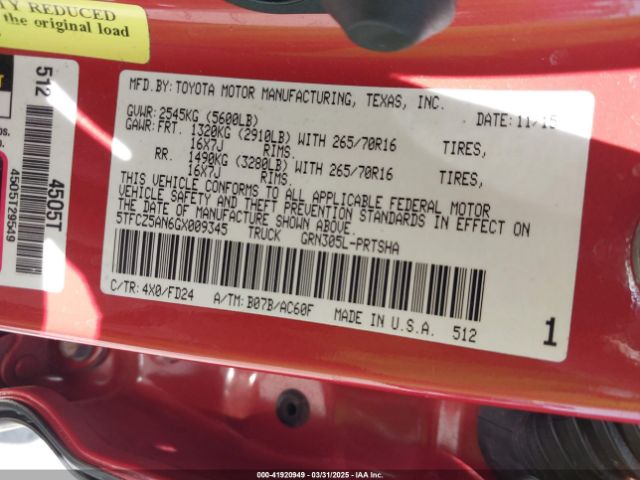 TY REDUCED
the original load
512
4505T
4505T29549
MFD.BY: TOYOTA MOTOR MANUFACTURING, TEXAS, INC.
GVWR: 2545KG (5600LB) DATE: 11/15
GAWR: FRT. 1320KG (2910LB) WITH 265/70R16 TIRES,
16X7J RIMS.
RR. 1490KG (3280LB) WITH 265/70R16 TIRES,
16X7J RIMS.
THIS VEHICLE CONFORMS TO ALL APPLICABLE FEDERAL MOTOR
VEHICLE SAFETY AND THEFT PREVENTION STANDARDS IN EFFECT ON
THE DATE OF MANUFACTURE SHOWN ABOVE.
5TFCZ5AN6GX009345 TRUCK GRN305L-PRTSHA
C/TR: 4X0/FD24 A/TM: B07B/AC60F MADE IN U.S.A. 512
1
000-41920949 - 03/31/2025 - IAAI.com